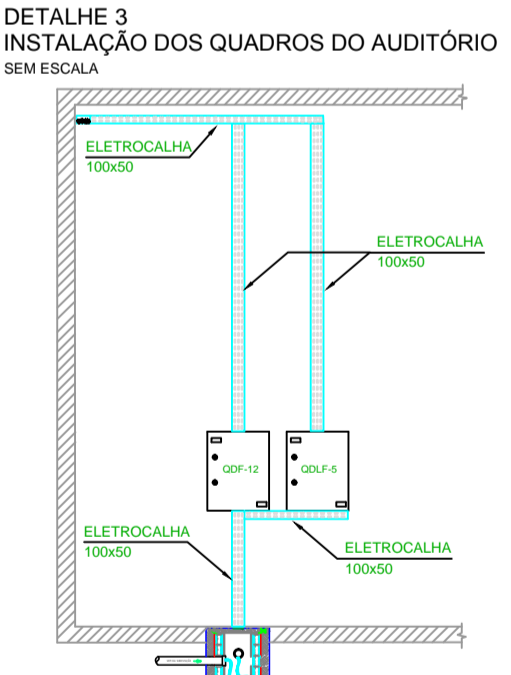 DETALHE 3
INSTALAÇÃO DOS QUADROS DO AUDITÓRIO
SEM ESCALA
ELETROCALHA
100x50
ELETROCALHA
100x50
QDF-12
QDLF-5
ELETROCALHA
100x50
ELETROCALHA
100x50